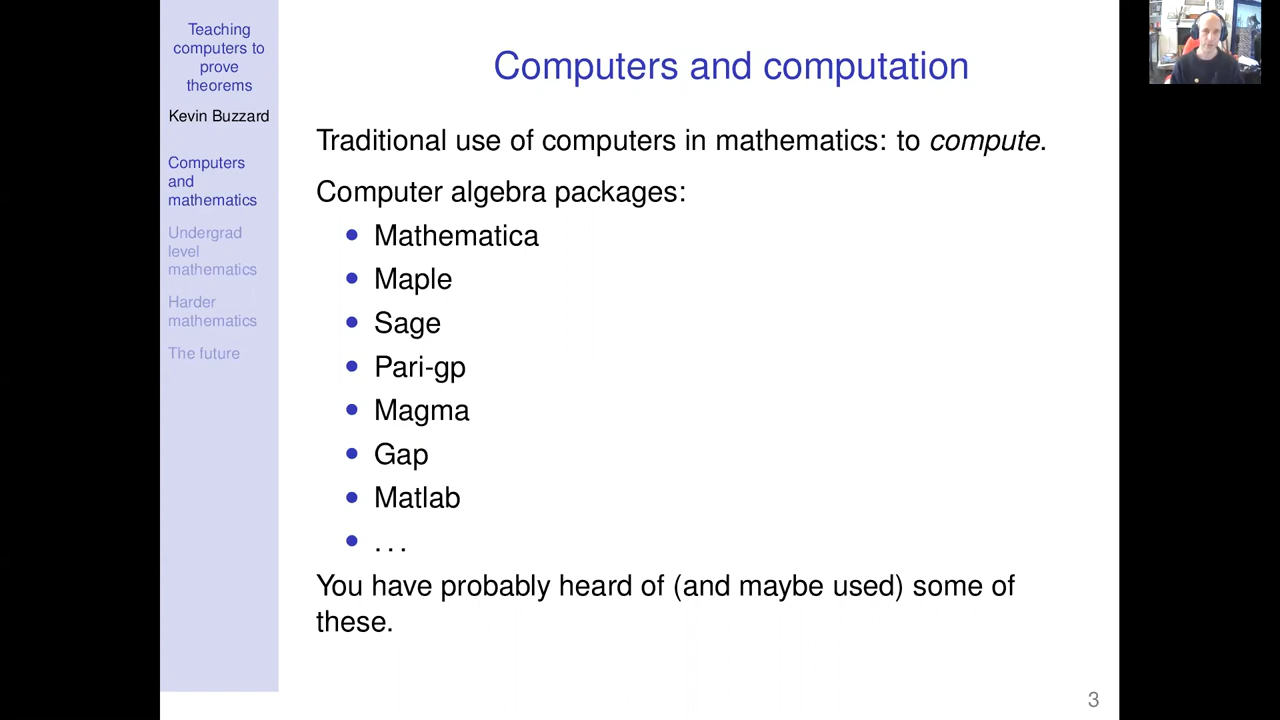 Teaching
computers to
prove
theorems
Kevin Buzzard
Computers
and
mathematics
Undergrad
level
mathematics
Harder
mathematics
The future
Computers and computation
Traditional use of computers in mathematics: to compute.
Computer algebra packages:
• Mathematica
• Maple
• Sage
• Pari-gp
• Magma
• Gap
• Matlab
• . . .
You have probably heard of (and maybe used) some of
these.
3